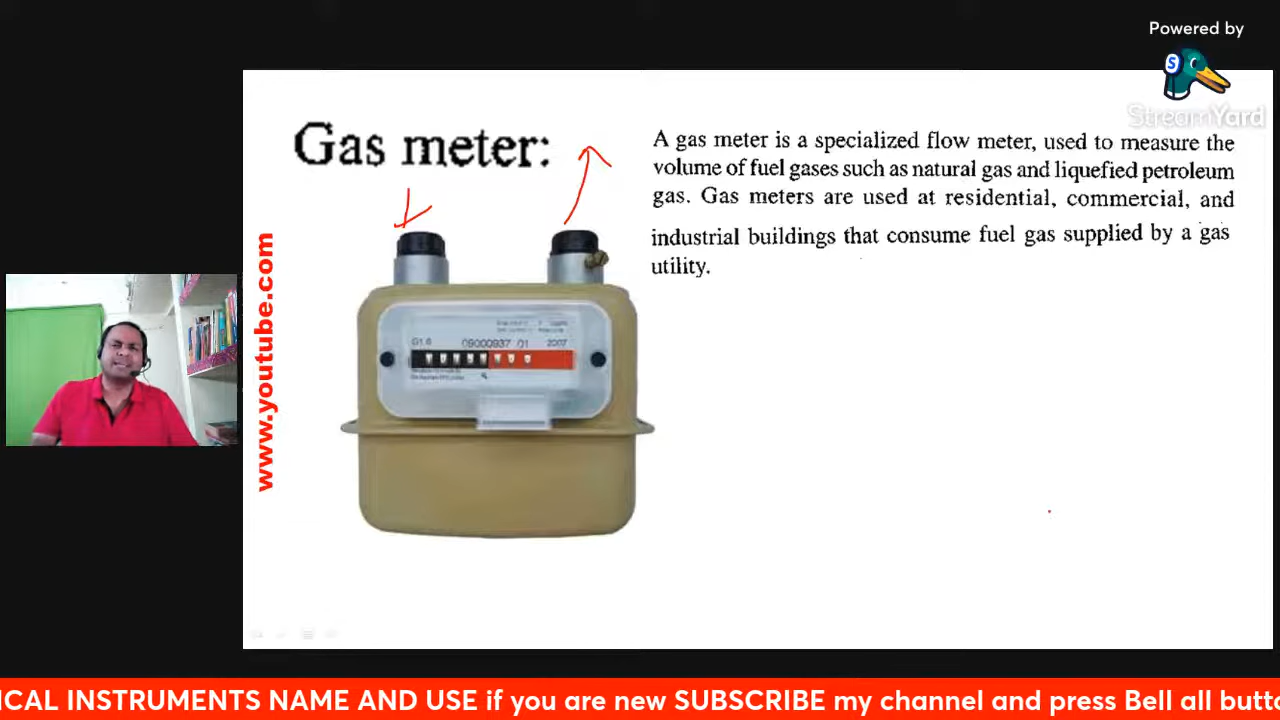 Powered by
S
StreamYard
Gas meter:
A gas meter is a specialized flow meter, used to measure the
volume of fuel gases such as natural gas and liquefied petroleum
gas. Gas meters are used at residential, commercial, and
industrial buildings that consume fuel gas supplied by a gas
utility.
www.youtube.com
G1.6 09000937 01 2007
ICAL INSTRUMENTS NAME AND USE if you are new SUBSCRIBE my channel and press Bell all butto